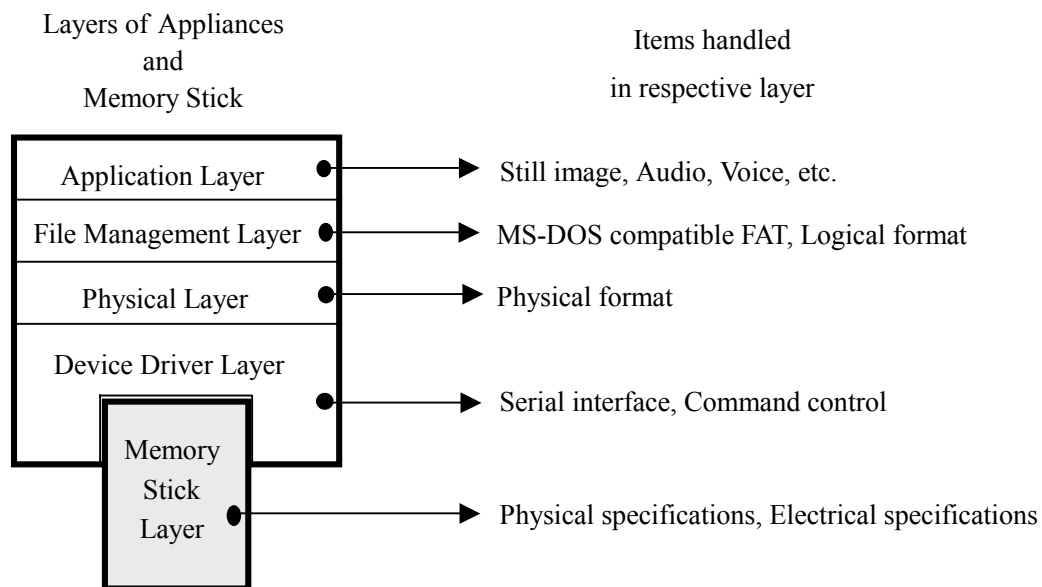 Layers of Appliances
and
Memory Stick
Items handled
in respective layer
Application Layer
Still image, Audio, Voice, etc.
File Management Layer
MS-DOS compatible FAT, Logical format
Physical Layer
Physical format
Device Driver Layer
Serial interface, Command control
Memory
Stick
Layer
Physical specifications, Electrical specifications